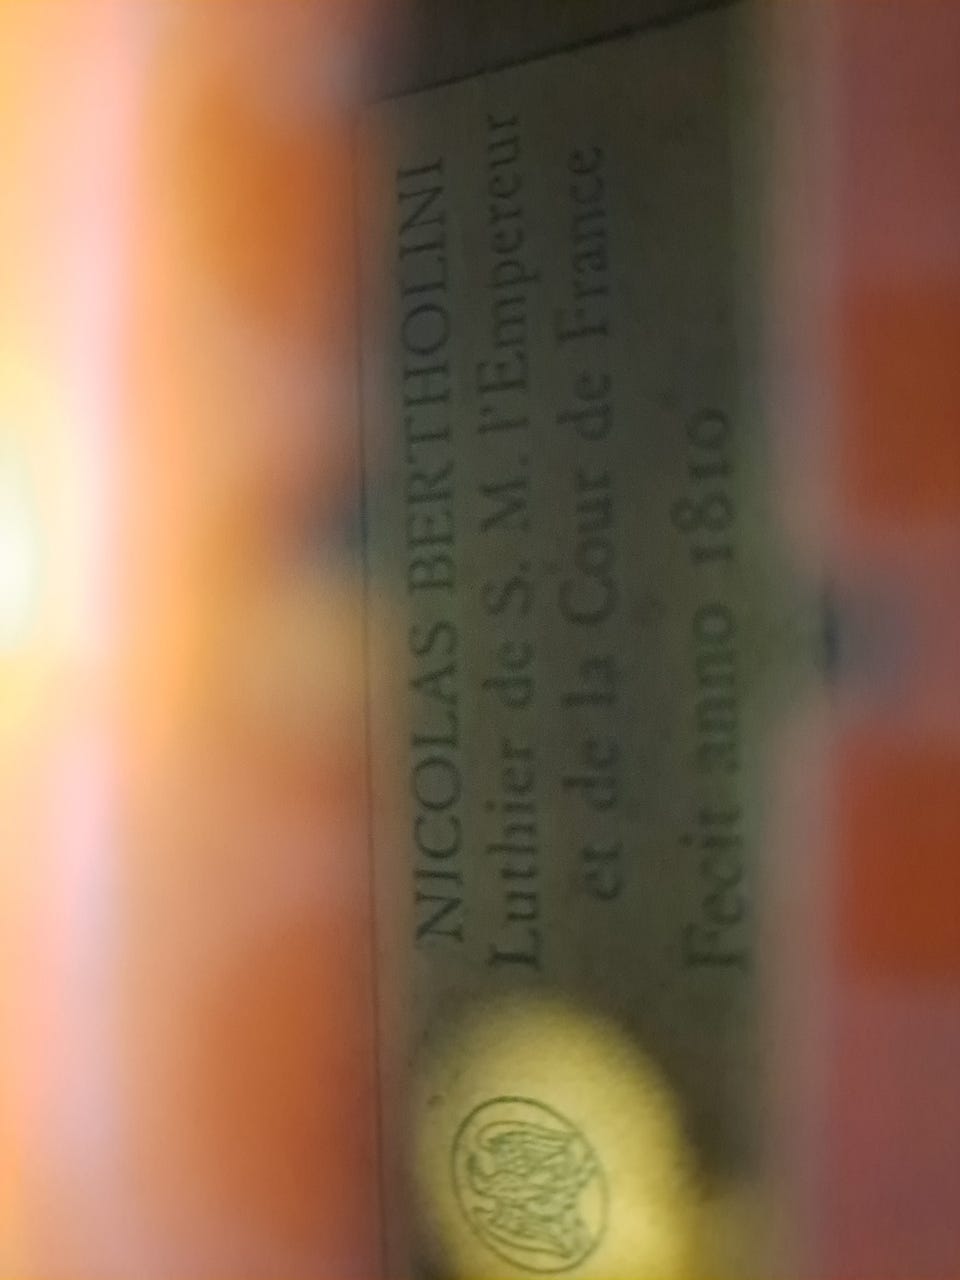 NICOLAS BERTHOLINI
Luthier de S. M. l'Empereur
et de la Cour de France
Fecit anno 1810